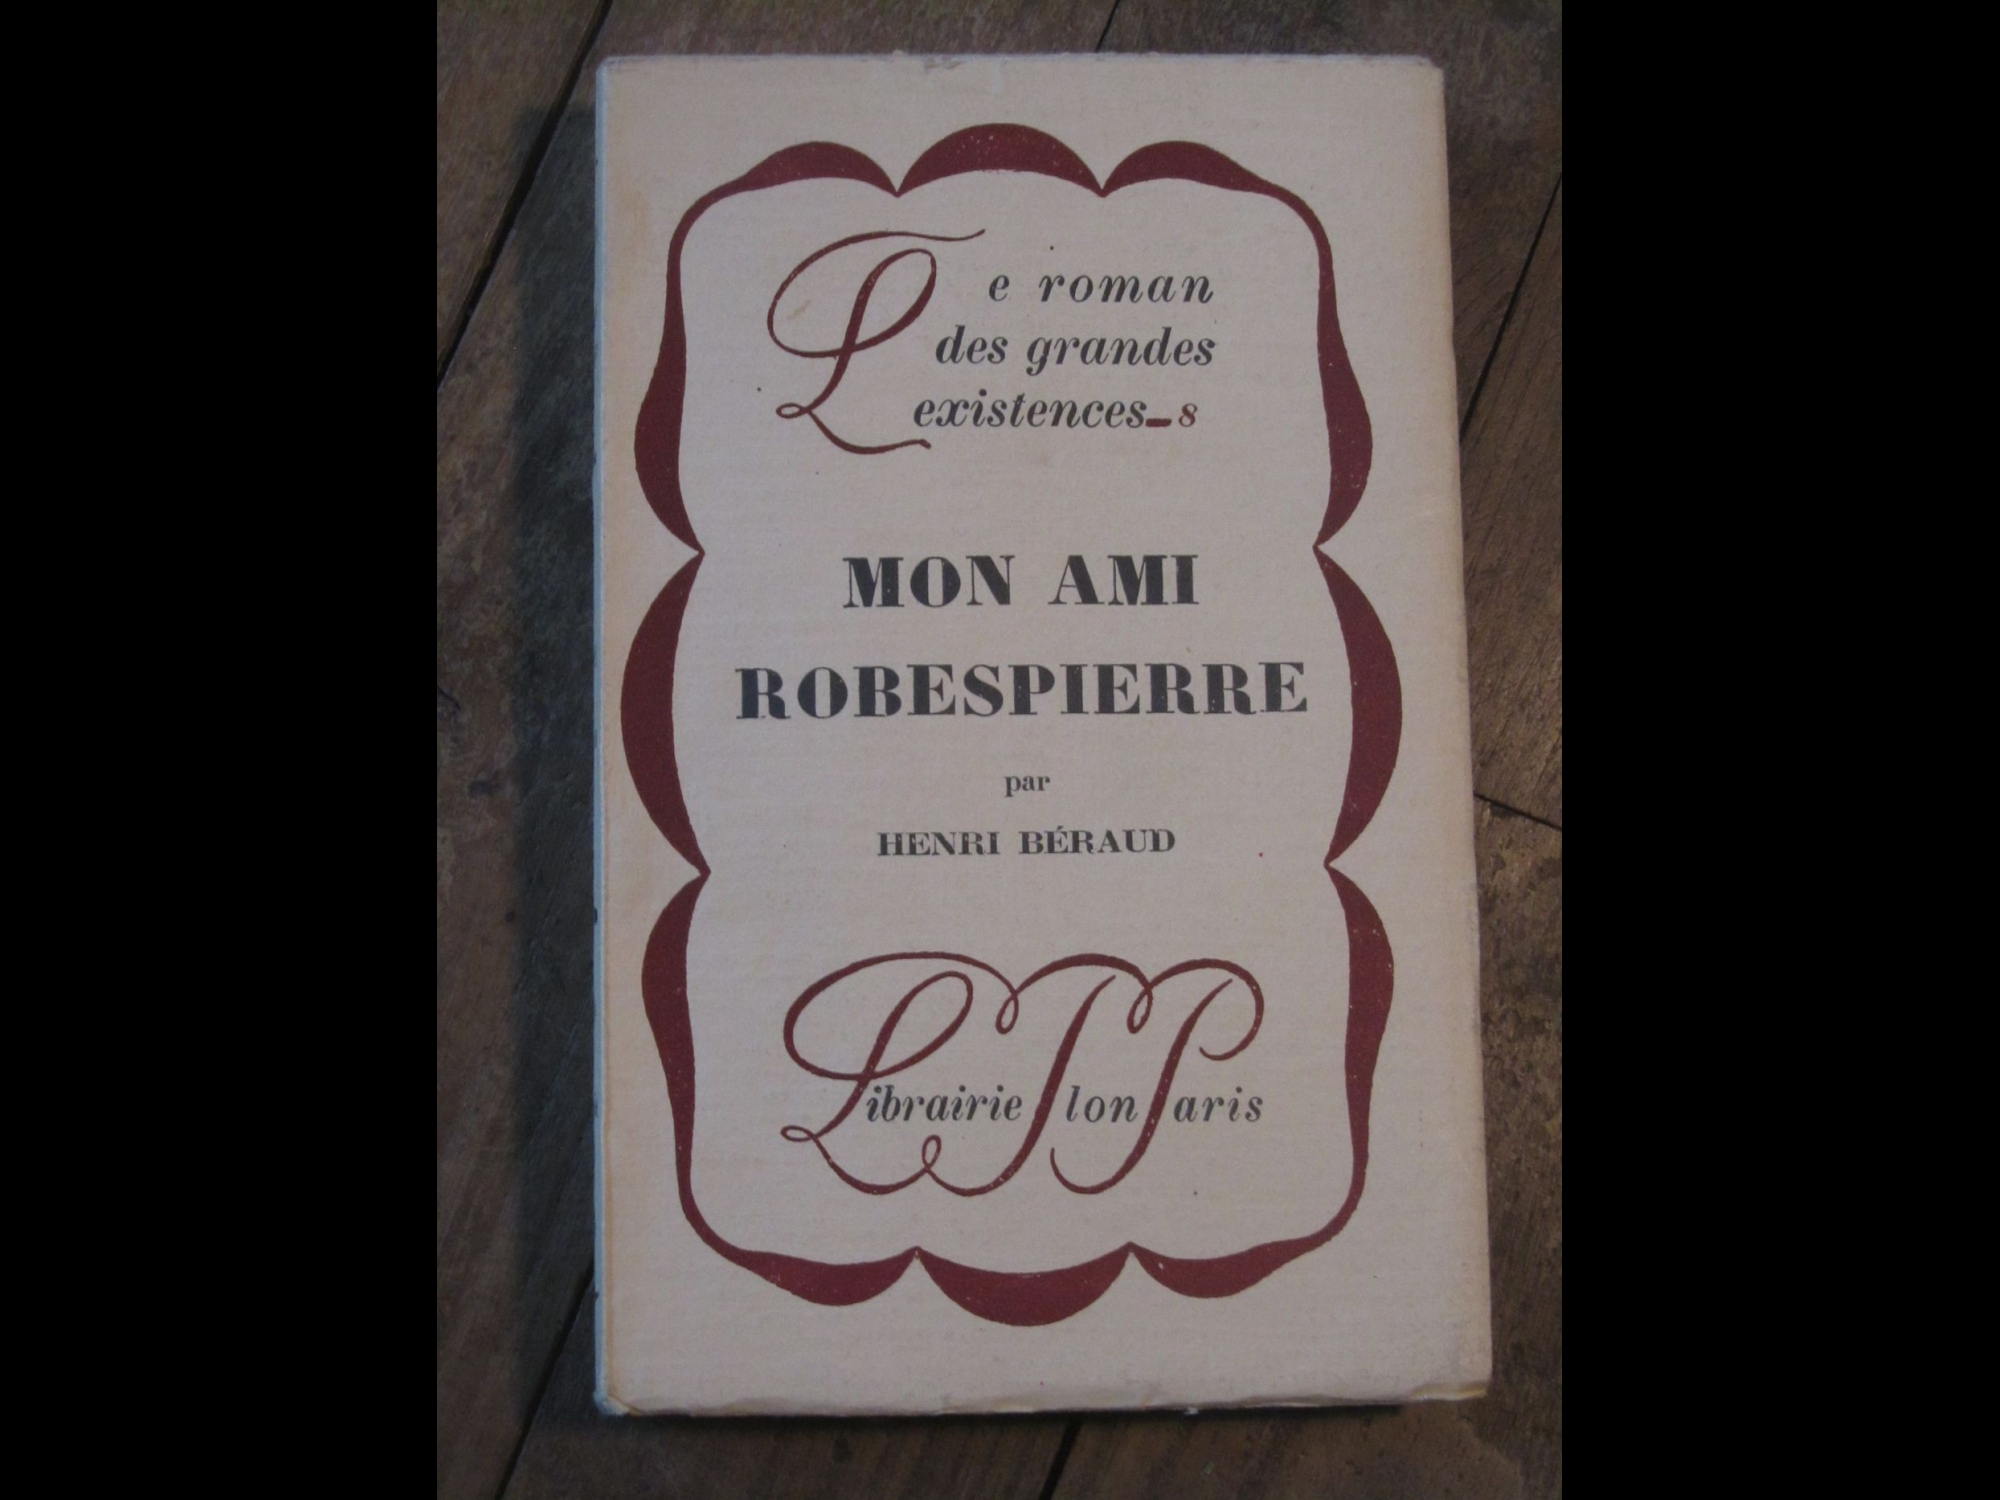 Le roman
des grandes
existences_8
MON AMI
ROBESPIERRE
par
HENRI BÉRAUD
Librairie Plon Paris